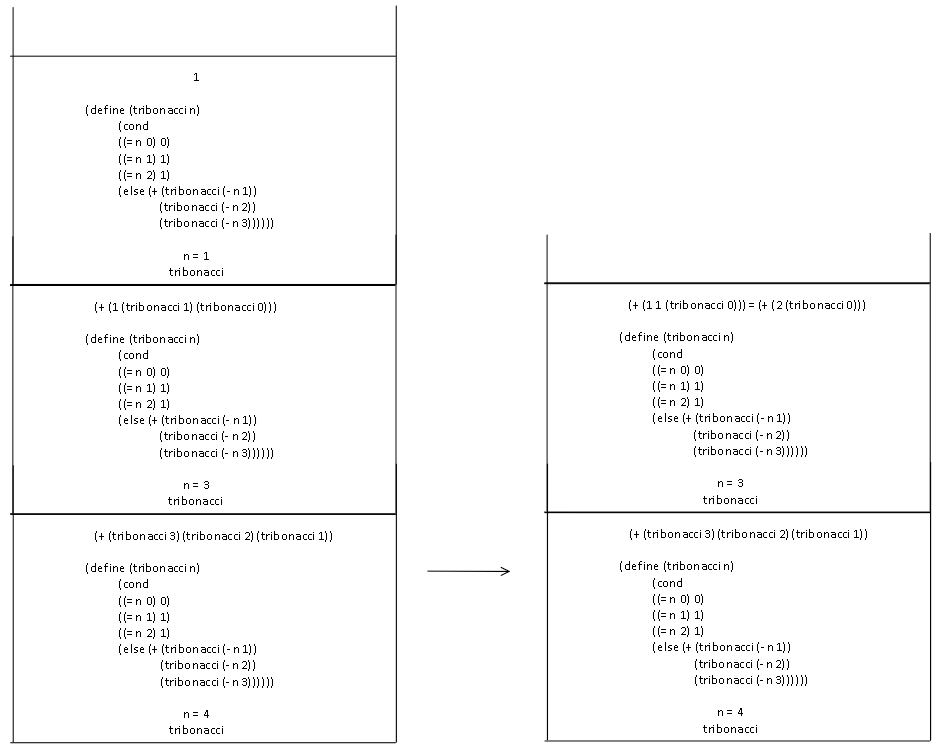 1
(define (tribonacci n)
(cond
((= n 0) 0)
((= n 1) 1)
((= n 2) 1)
(else (+ (tribonacci (- n 1))
(tribonacci (- n 2))
(tribonacci (- n 3))))))
n = 1
tribonacci
(+ (1 (tribonacci 1) (tribonacci 0)))
(define (tribonacci n)
(cond
((= n 0) 0)
((= n 1) 1)
((= n 2) 1)
(else (+ (tribonacci (- n 1))
(tribonacci (- n 2))
(tribonacci (- n 3))))))
n = 3
tribonacci
(+ (tribonacci 3) (tribonacci 2) (tribonacci 1))
(define (tribonacci n)
(cond
((= n 0) 0)
((= n 1) 1)
((= n 2) 1)
(else (+ (tribonacci (- n 1))
(tribonacci (- n 2))
(tribonacci (- n 3))))))
n = 4
tribonacci
(+ (1 1 (tribonacci 0))) = (+ (2 (tribonacci 0)))
(define (tribonacci n)
(cond
((= n 0) 0)
((= n 1) 1)
((= n 2) 1)
(else (+ (tribonacci (- n 1))
(tribonacci (- n 2))
(tribonacci (- n 3))))))
n = 3
tribonacci
(+ (tribonacci 3) (tribonacci 2) (tribonacci 1))
(define (tribonacci n)
(cond
((= n 0) 0)
((= n 1) 1)
((= n 2) 1)
(else (+ (tribonacci (- n 1))
(tribonacci (- n 2))
(tribonacci (- n 3))))))
n = 4
tribonacci